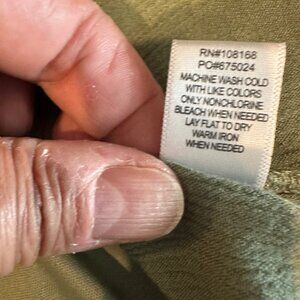 RN#108168
PO#675024
MACHINE WASH COLD
WITH LIKE COLORS
ONLY NONCHLORINE
BLEACH WHEN NEEDED
LAY FLAT TO DRY
WARM IRON
WHEN NEEDED